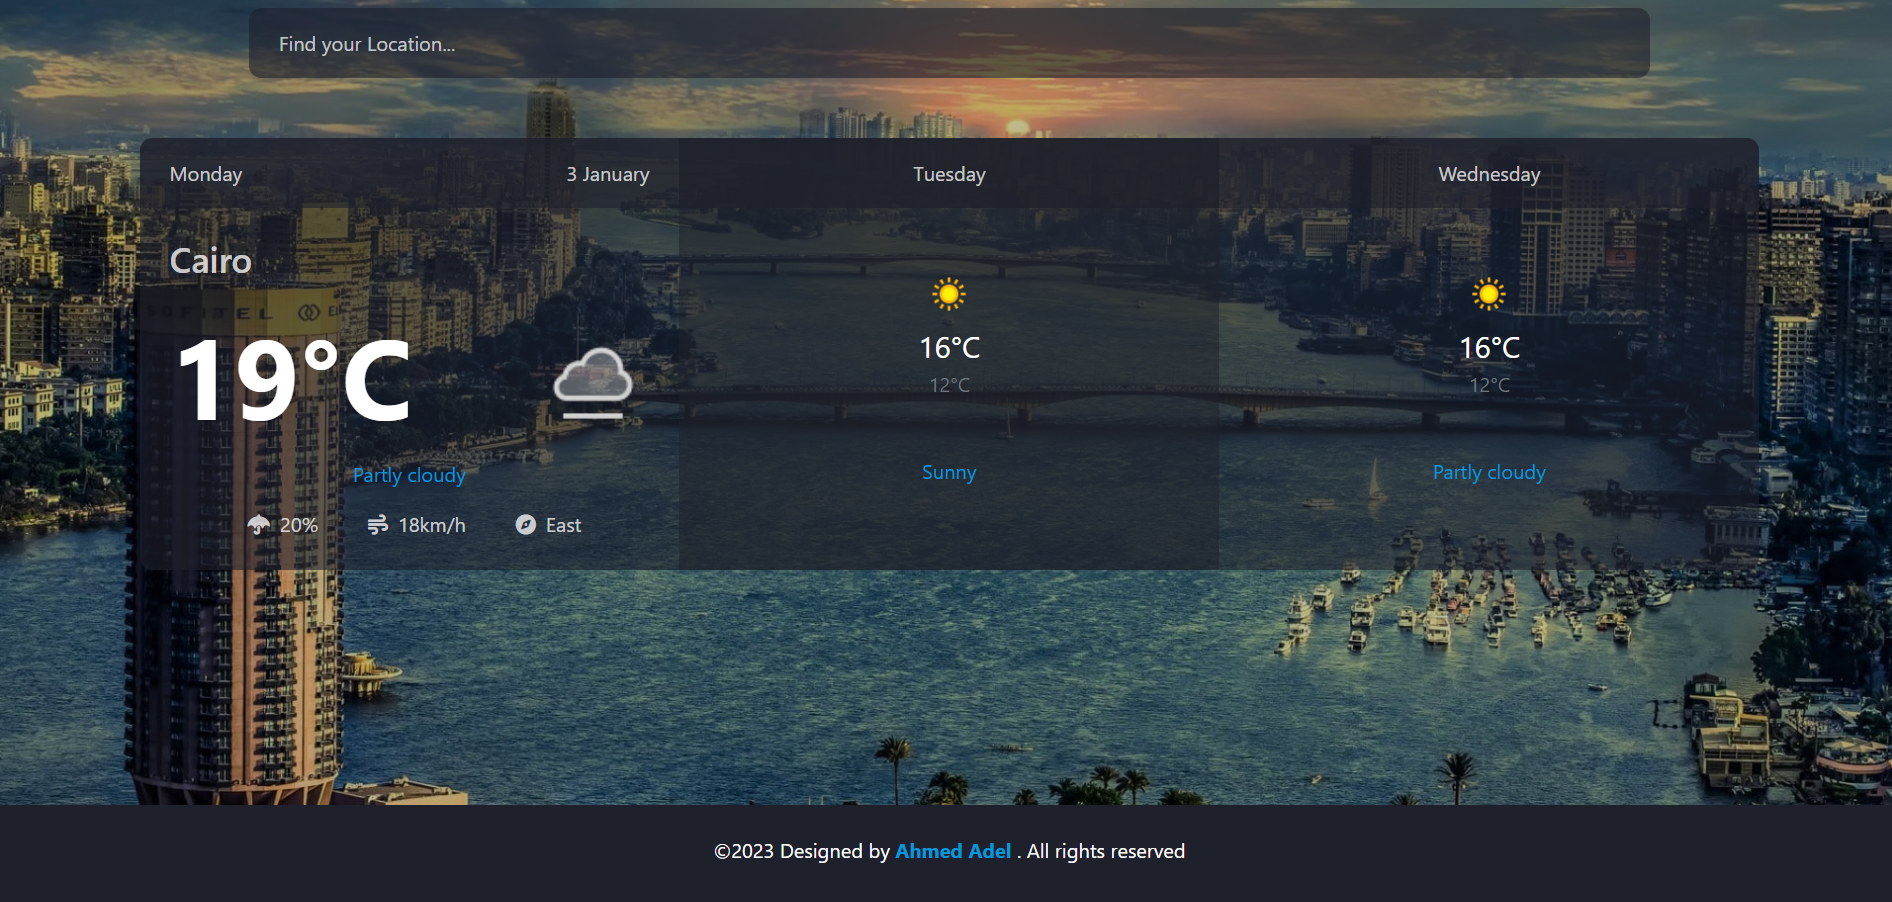 Find your Location...
Monday
3 January
Tuesday
Wednesday
Cairo
SOFITEL
19°C
16°C
12°C
16°C
12°C
Partly cloudy
Sunny
Partly cloudy
20%
18km/h
East
©2023 Designed by Ahmed Adel . All rights reserved